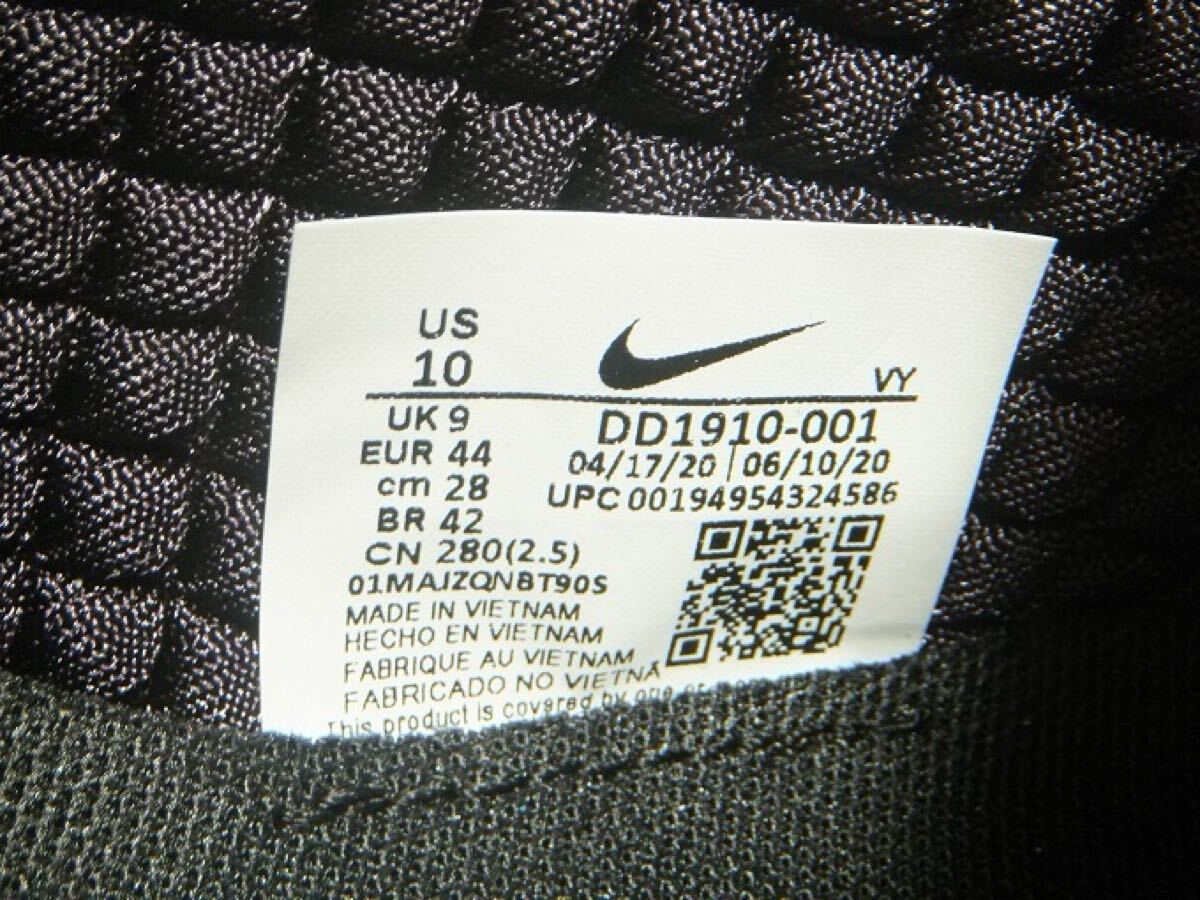 US
10
VY
UK 9
DD1910-001
EUR 44
04/17/20 | 06/10/20
cm 28
UPC 00194954324586
BR 42
CN 280(2.5)
01MAJZQNBT90S
MADE IN VIETNAM
HECHO EN VIETNAM
FABRIQUE AU VIETNAM
FABRICADO NO VIETNA
This product is covered by one or